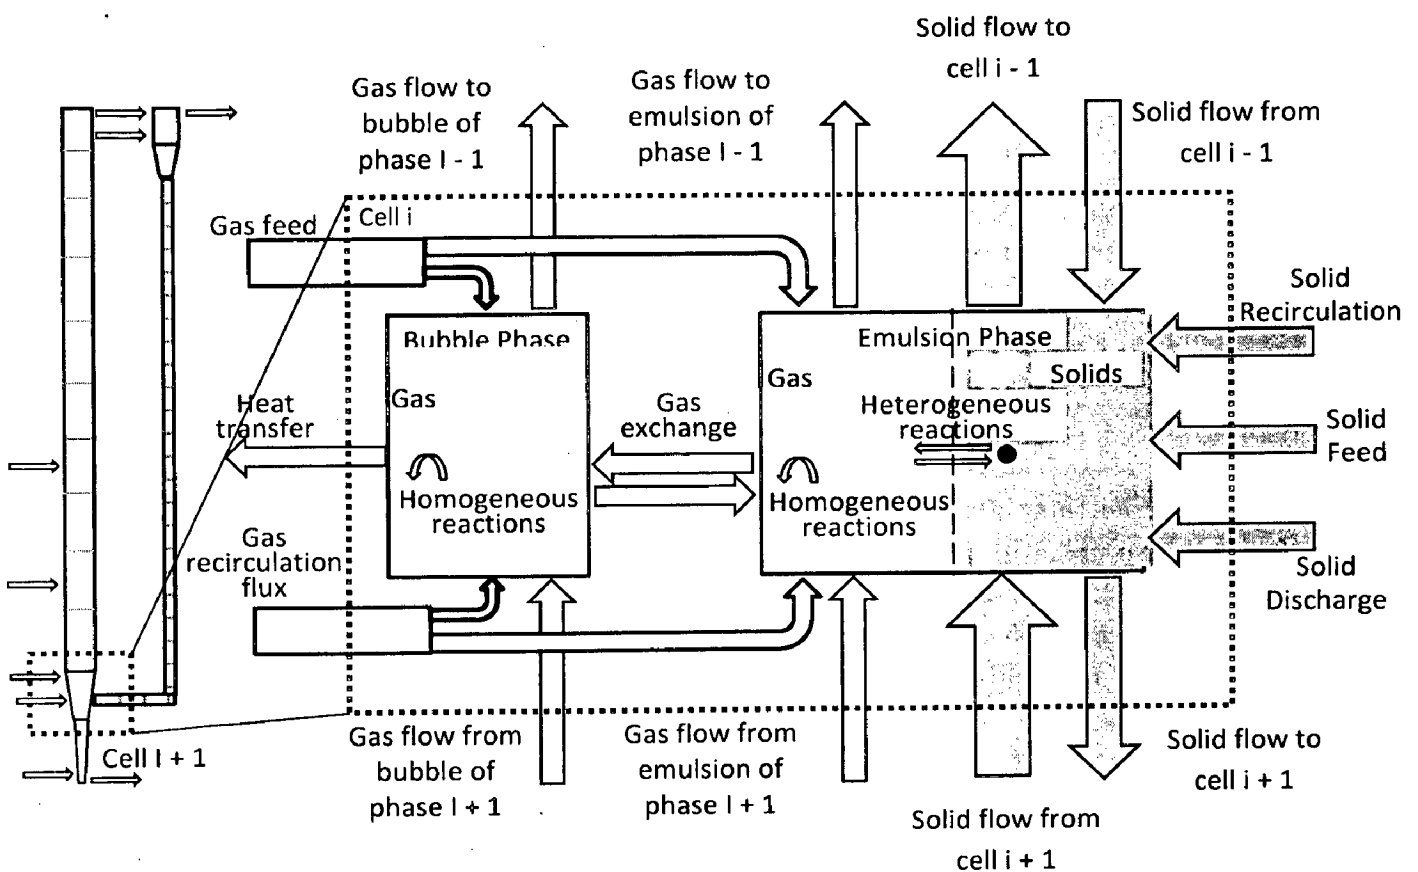 Solid flow to
cell i - 1
Gas flow to
bubble of
phase I - 1
Gas flow to
emulsion of
phase I - 1
Solid flow from
cell i - 1
Gas feed
Cell i
Solid
Recirculation
Bubble Phase
Emulsion Phase
Gas
Gas
Solids
Heat
transfer
Gas
exchange
Heterogeneous
reactions
Solid
Feed
Homogeneous
reactions
Homogeneous
reactions
Gas
recirculation
flux
Solid
Discharge
Cell I + 1
Gas flow from
bubble of
phase I + 1
Gas flow from
emulsion of
phase I + 1
Solid flow to
cell i + 1
Solid flow from
cell i + 1